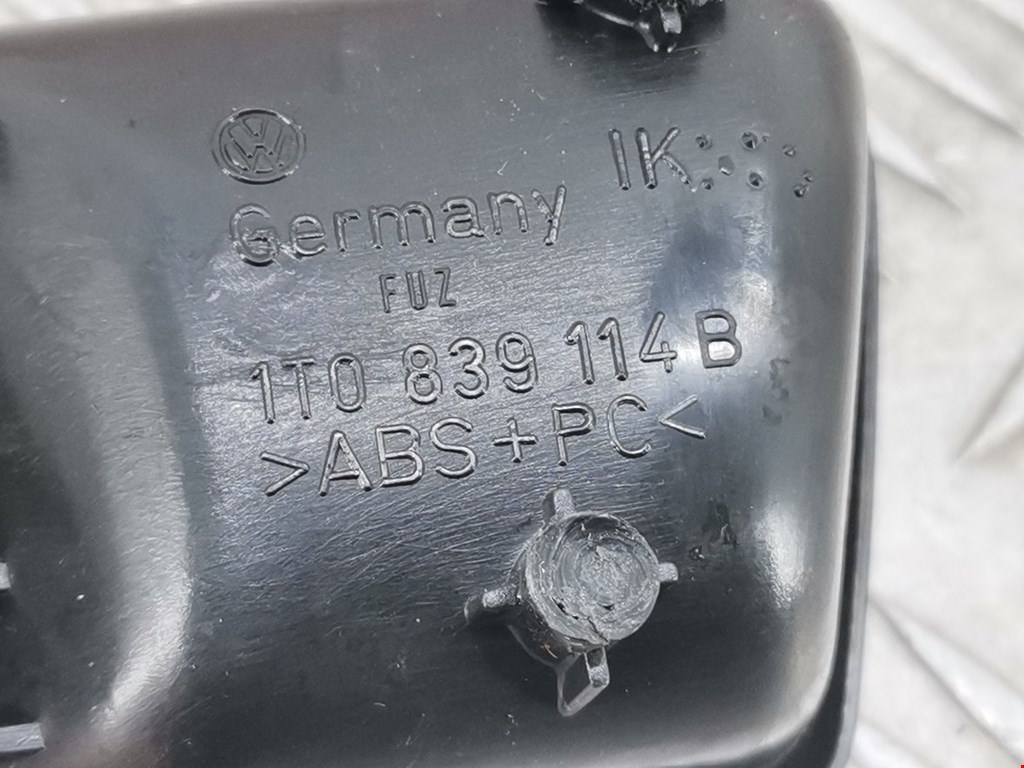 IK
Germany
FUZ
1T0 839 114 B
>ABS+PC<